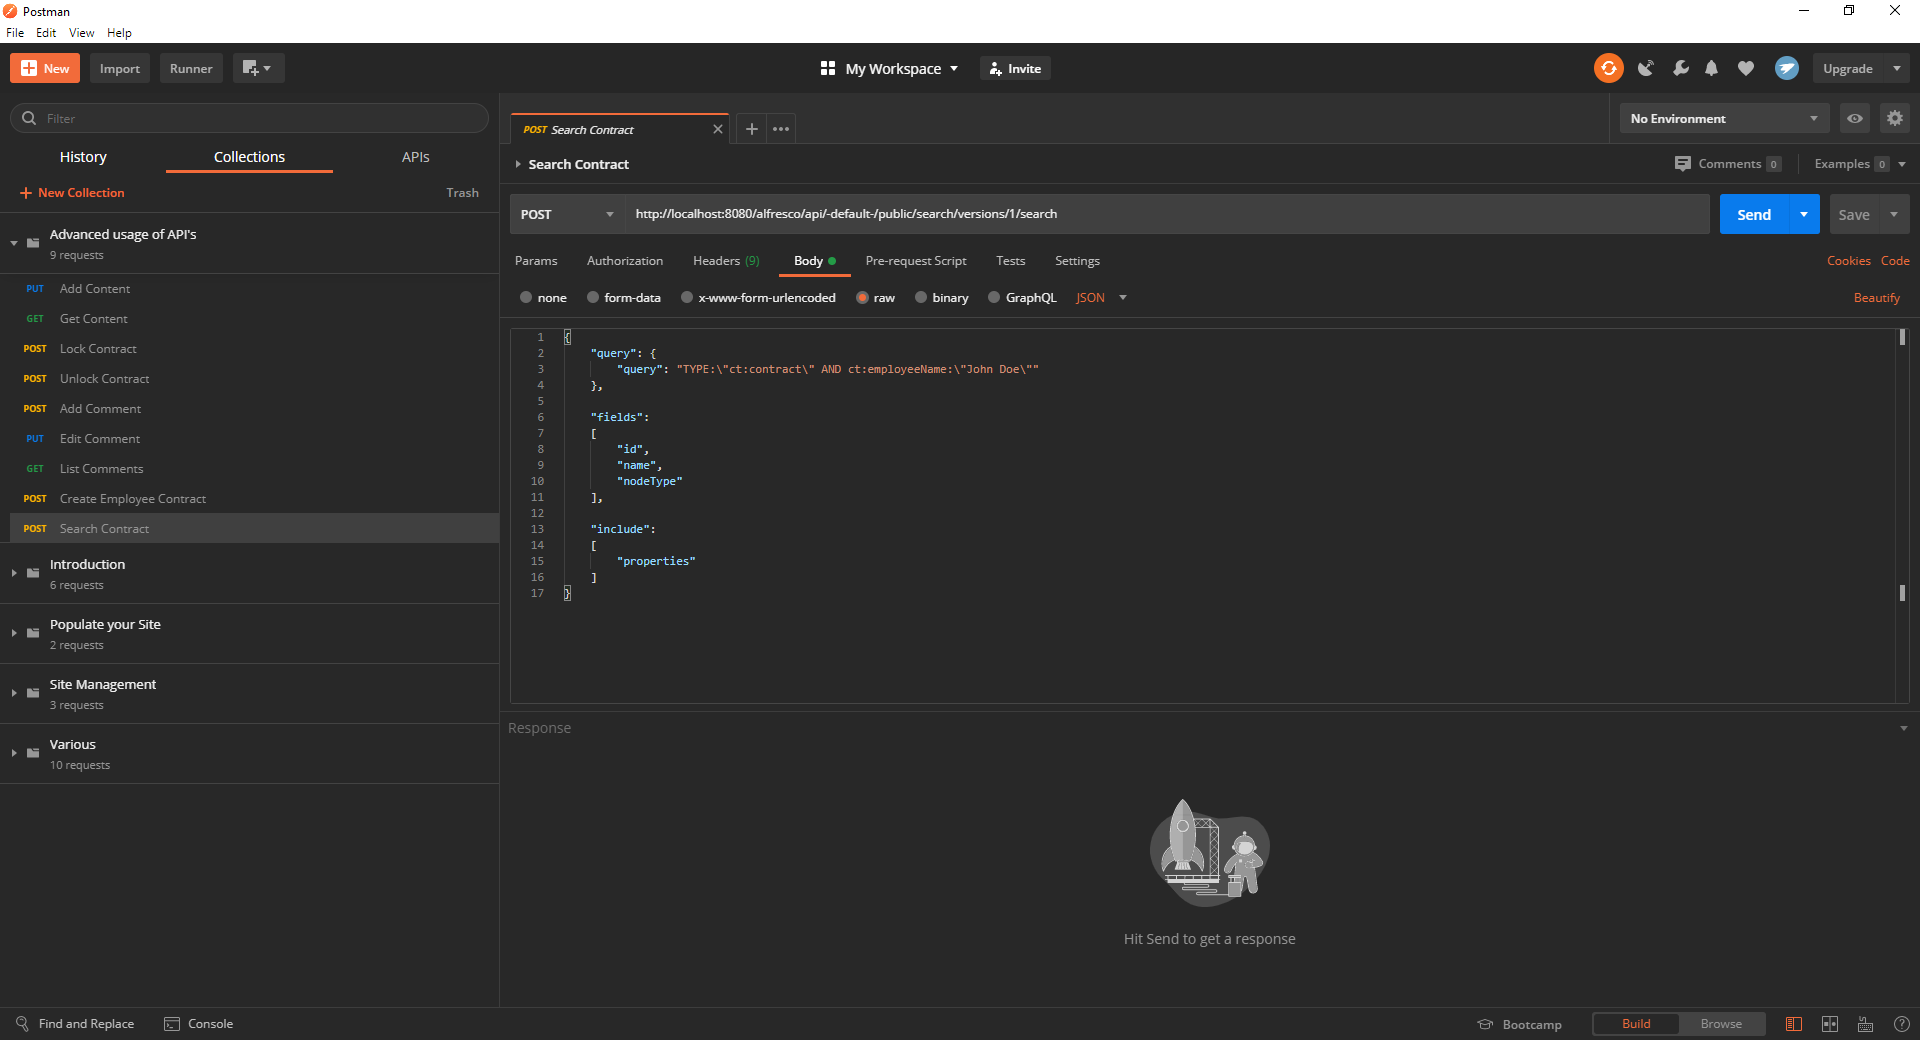 Postman
File Edit View Help
New Import Runner My Workspace Invite Upgrade
Filter
History Collections APIs
New Collection Trash
Advanced usage of API's
9 requests
PUT Add Content
GET Get Content
POST Lock Contract
POST Unlock Contract
POST Add Comment
PUT Edit Comment
GET List Comments
POST Create Employee Contract
POST Search Contract
Introduction
6 requests
Populate your Site
2 requests
Site Management
3 requests
Various
10 requests
POST Search Contract No Environment
Search Contract Comments 0 Examples 0
POST http://localhost:8080/alfresco/api/-default-/public/search/versions/1/search Send Save
Params Authorization Headers (9) Body Pre-request Script Tests Settings Cookies Code
none form-data x-www-form-urlencoded raw binary GraphQL JSON Beautify
1 {
2 "query": {
3 "query": "TYPE:\"ct:contract\" AND ct:employeeName:\"John Doe\""
4 },
5
6 "fields":
7 [
8 "id",
9 "name",
10 "nodeType"
11 ],
12
13 "include":
14 [
15 "properties"
16 ]
17 }
Response
Hit Send to get a response
Find and Replace Console Bootcamp Build Browse